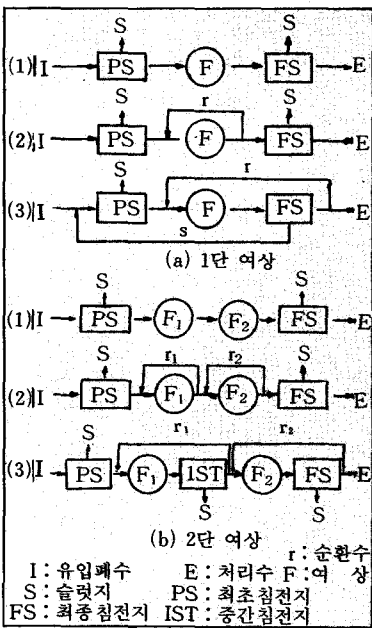 S S
(1) I PS F FS E
S r S
(2) I PS F FS E
S r
(3) I PS F FS E
s
(a) 1단 여상
S S
(1) I PS F₁ F₂ FS E
S r₁ r₂ S
(2) I PS F₁ F₂ FS E
S r₁ r₂
(3) I PS F₁ 1ST F₂ FS E
S S
(b) 2단 여상
r : 순환수
I : 유입폐수 E : 처리수 F : 여 상
S : 슬럿지 PS : 최초침전지
FS : 최종침전지 IST : 중간침전지